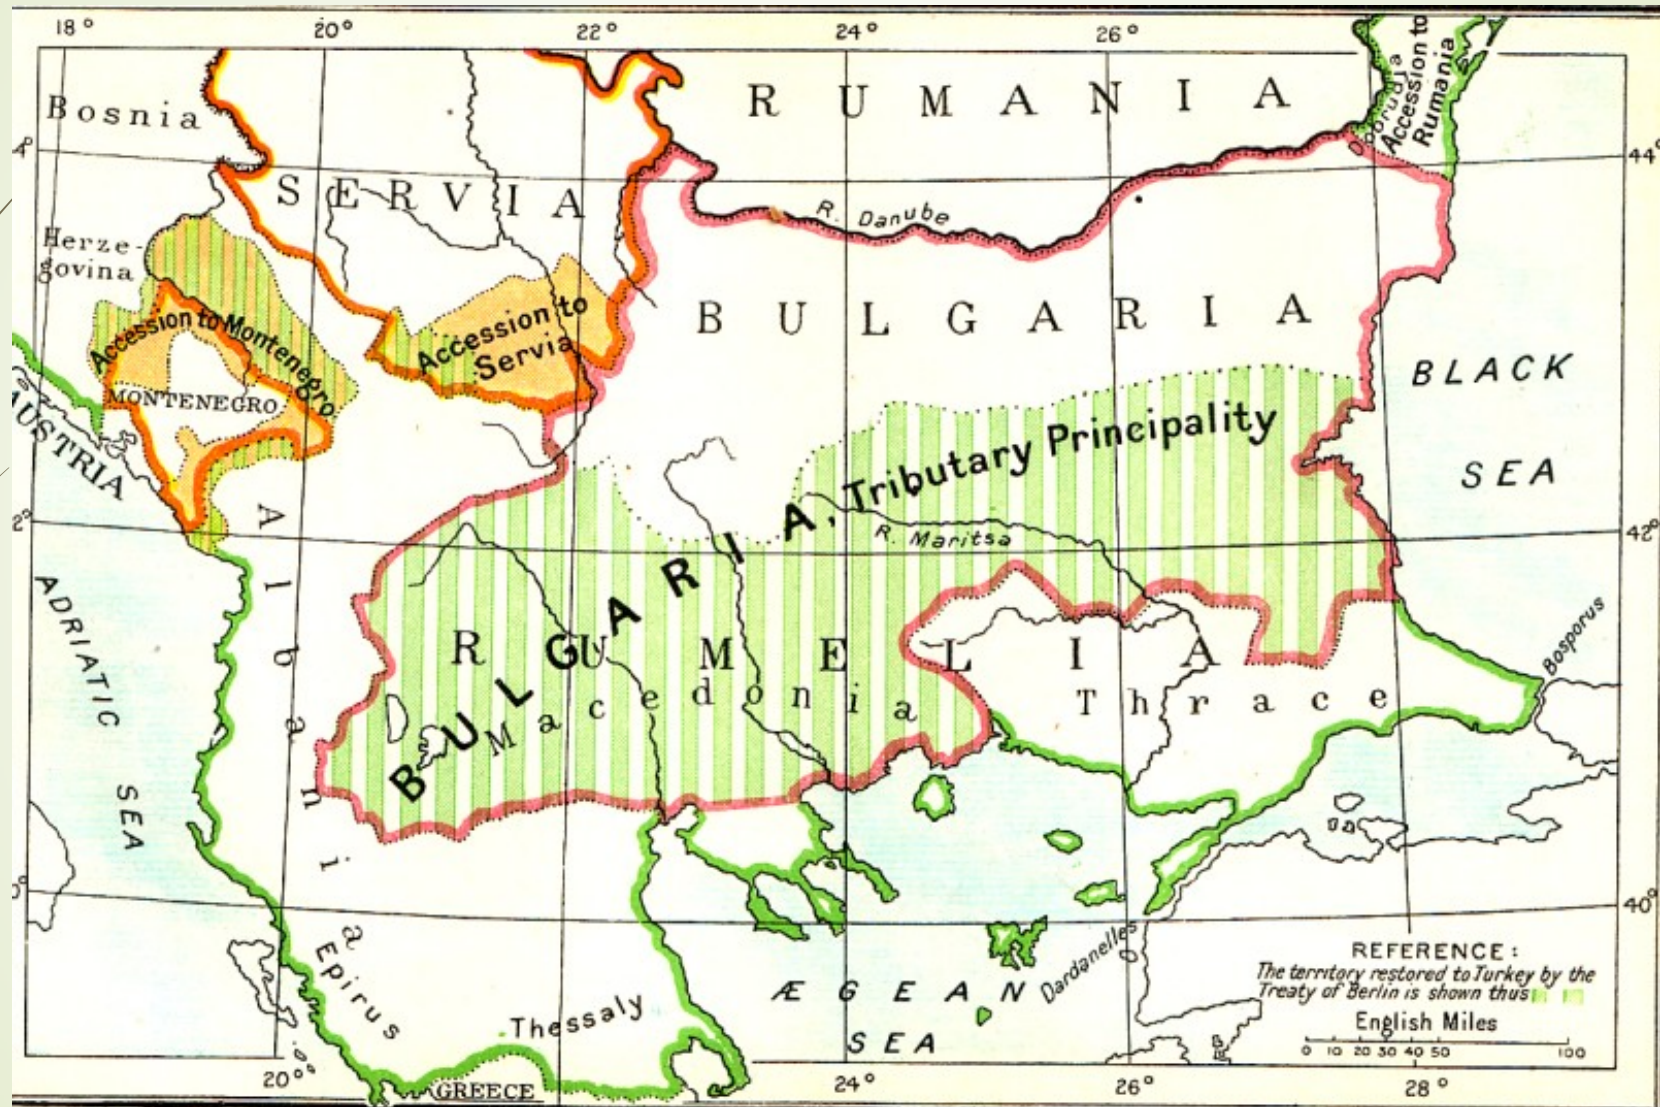 18° 20° 22° 24° 26°
Bosnia
RUMANIA
Dobrudja
Accession to
Rumania
4° 44°
SERVIA
R. Danube
Herze-
govina
Accession to Montenegro
MONTENEGRO
Accession to
Servia
BULGARIA
BLACK
SEA
AUSTRIA
BULGARIA, Tributary Principality
R. Maritsa
2° 42°
Albania
ADRIATIC
SEA
RUMELIA
Macedonia
Thrace
Bosporus
0° 40°
Epirus
Thessaly
ÆGEAN
SEA
Dardanelles
REFERENCE:
The territory restored to Turkey by the
Treaty of Berlin is shown thus
English Miles
0 10 20 30 40 50 100
GREECE
20° 24° 26° 28°